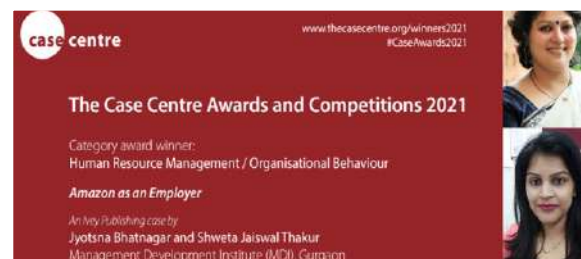 case centre
www.thecasecentre.org/winners2021
#CaseAwards2021
The Case Centre Awards and Competitions 2021
Category award winner:
Human Resource Management / Organisational Behaviour
Amazon as an Employer
An Ivey Publishing case by
Jyotsna Bhatnagar and Shweta Jaiswal Thakur
Management Development Institute (MDI), Gurgaon